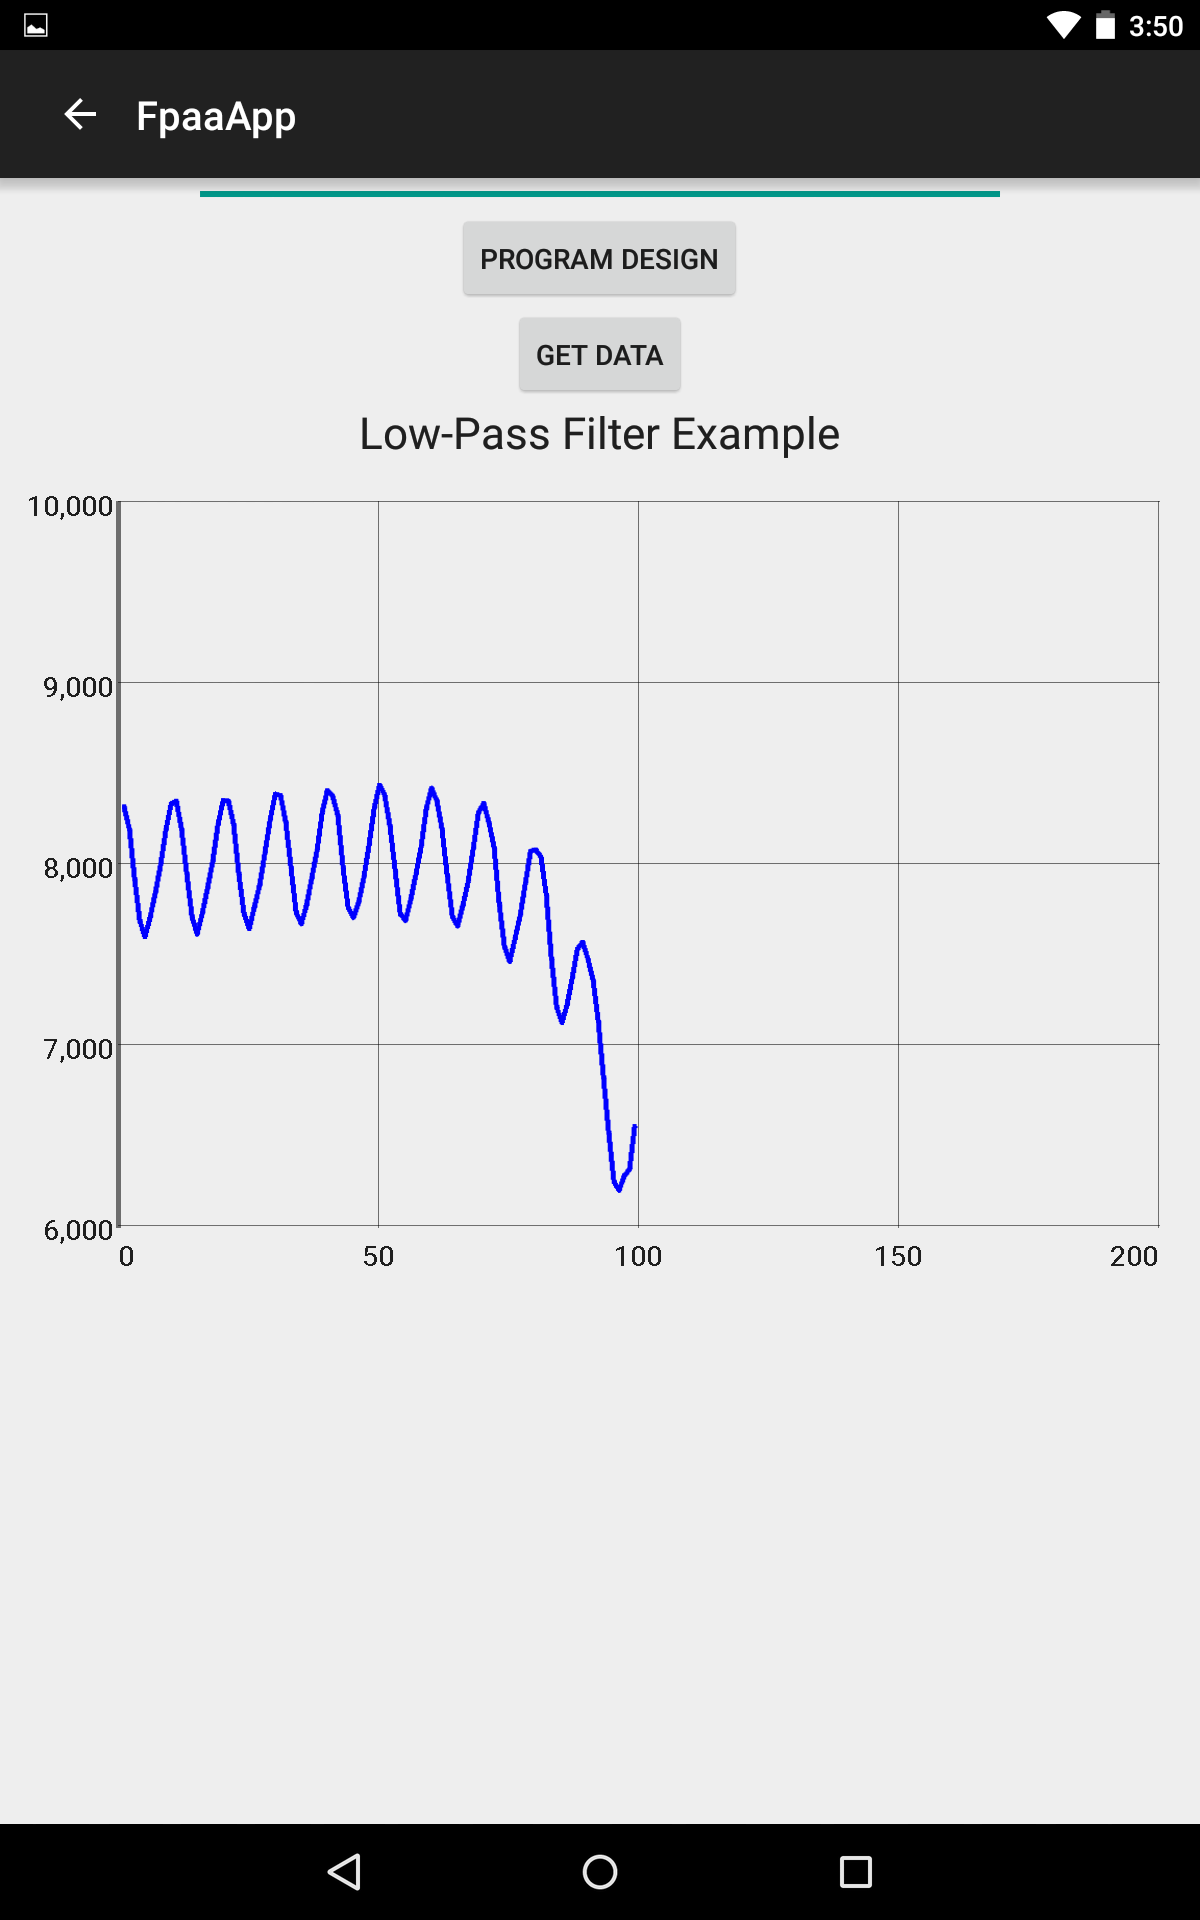 3:50
FpaaApp
PROGRAM DESIGN
GET DATA
Low-Pass Filter Example
10,000
9,000
8,000
7,000
6,000
0 50 100 150 200